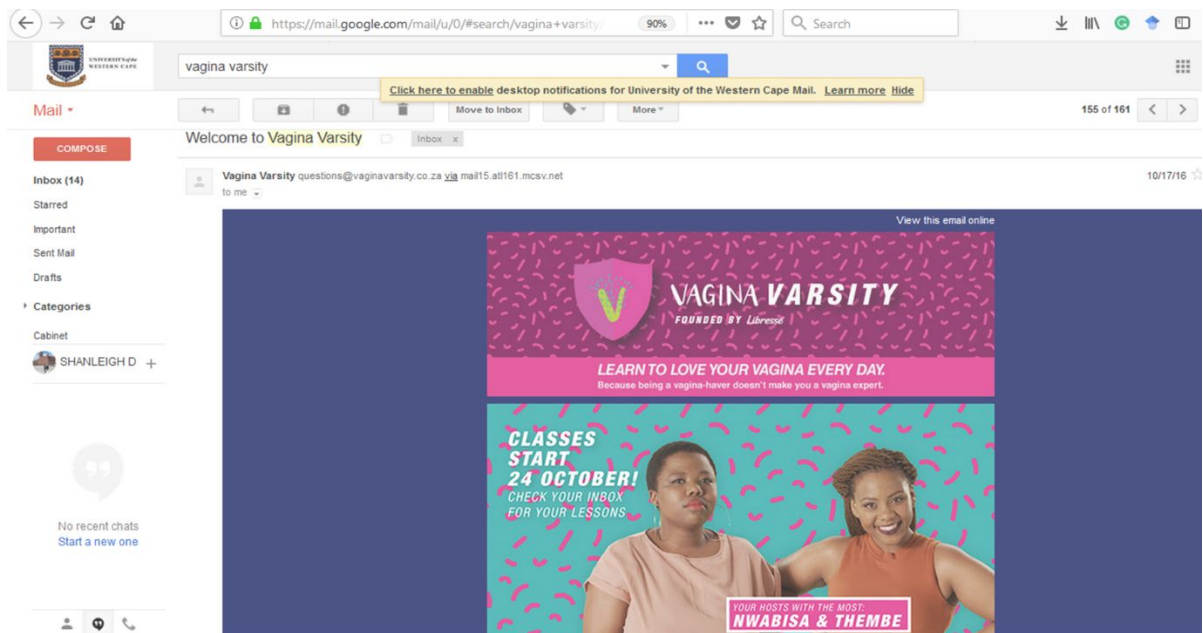 https://mail.google.com/mail/u/0/#search/vagina+varsity/
90%
Search
UNIVERSITY of the
WESTERN CAPE
vagina varsity
Click here to enable desktop notifications for University of the Western Cape Mail. Learn more Hide
Mail
Move to Inbox
More
155 of 161
Welcome to Vagina Varsity
Inbox x
COMPOSE
Vagina Varsity questions@vaginavarsity.co.za via mail15.atl161.mcsv.net
10/17/16
to me
Inbox (14)
Starred
Important
Sent Mail
Drafts
Categories
Cabinet
SHANLEIGH D +
No recent chats
Start a new one
View this email online
V
VAGINA VARSITY
FOUNDED BY Libresse
LEARN TO LOVE YOUR VAGINA EVERY DAY.
Because being a vagina-haver doesn't make you a vagina expert.
CLASSES
START
24 OCTOBER!
CHECK YOUR INBOX
FOR YOUR LESSONS
YOUR HOSTS WITH THE MOST:
NWABISA & THEMBE